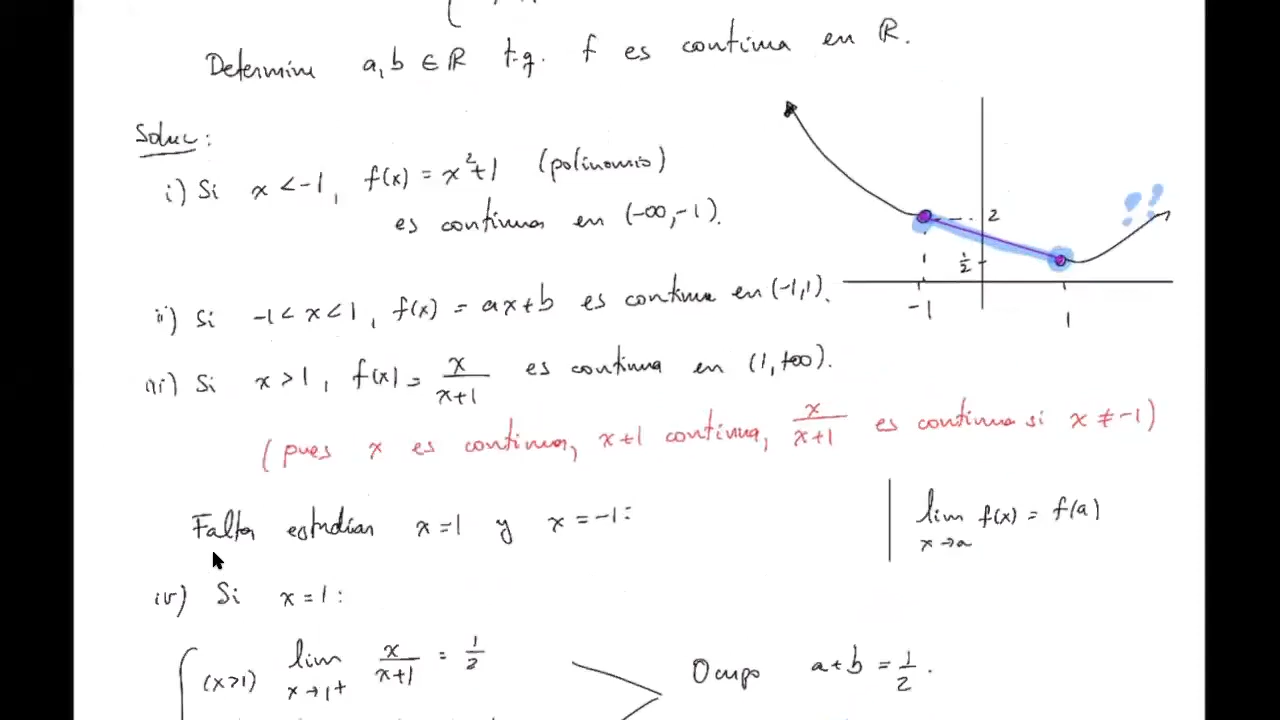 Determine a, b ∈ ℝ t.q. f es continua en ℝ.
Soluc:
i) Si x < -1, f(x) = x²+1 (polinomio)
es continua en (-∞, -1).
2
1/2
-1
1
!!
ii) Si -1 < x < 1, f(x) = ax+b es continua en (-1, 1).
iii) Si x > 1, f(x) = x/(x+1) es continua en (1, +∞).
(pues x es continua, x+1 continua, x/(x+1) es continua si x ≠ -1)
Falta estudiar x=1 y x=-1:
lim x→a f(x) = f(a)
iv) Si x=1:
(x>1) lim x→1+ x/(x+1) = 1/2
Ocupo a+b = 1/2.